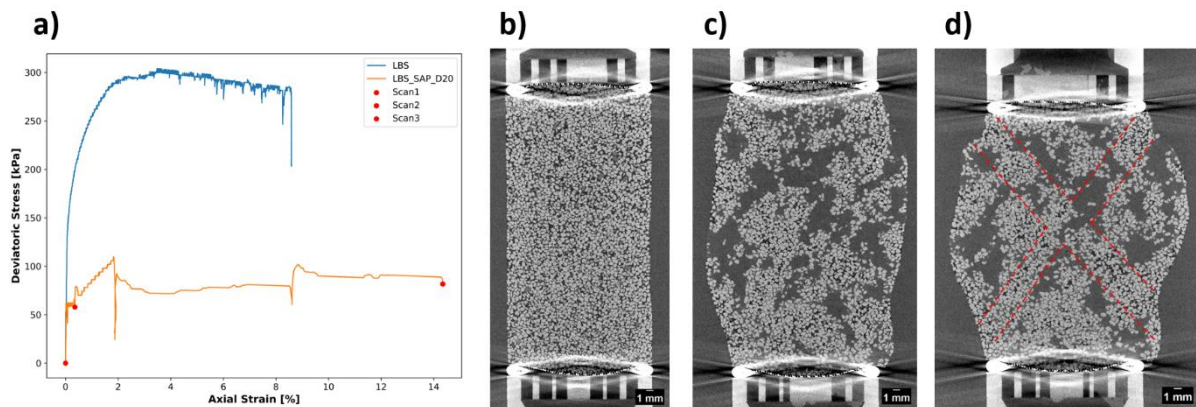 a)
b)
c)
d)
300
250
200
150
100
50
0
Deviatoric Stress [kPa]
LBS
LBS_SAP_D20
Scan1
Scan2
Scan3
0
2
4
6
8
10
12
14
Axial Strain [%]
1 mm
1 mm
1 mm